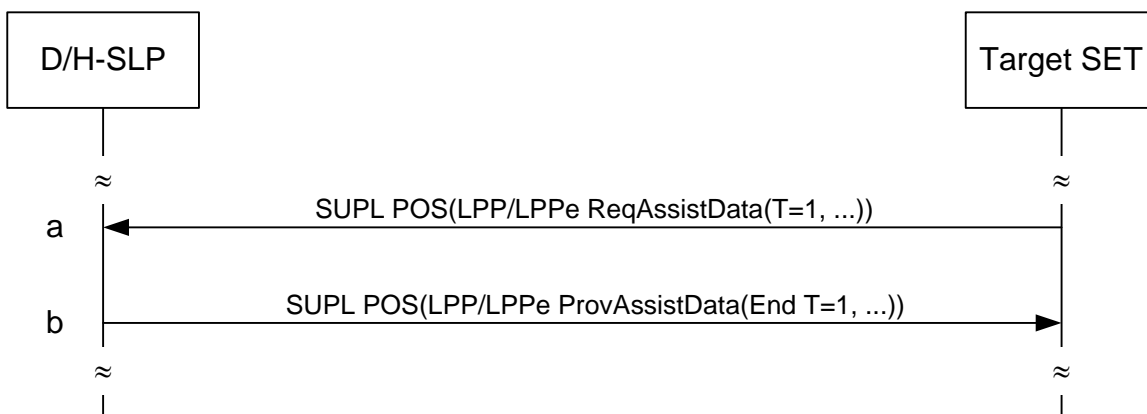 D/H-SLP
Target SET
≈ ≈
a SUPL POS(LPP/LPPe ReqAssistData(T=1, ...))
b SUPL POS(LPP/LPPe ProvAssistData(End T=1, ...))
≈ ≈